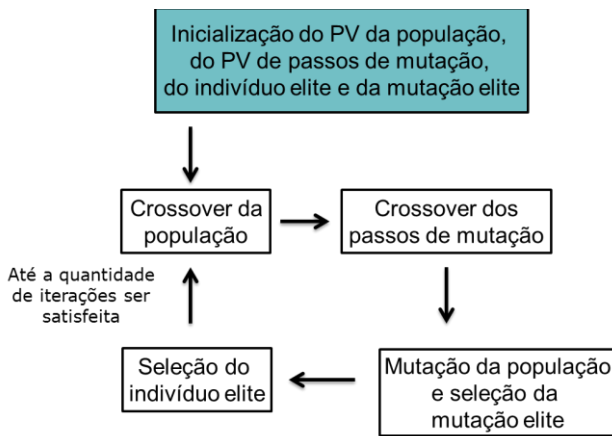 Inicialização do PV da população,
do PV de passos de mutação,
do indivíduo elite e da mutação elite
Crossover da
população
Crossover dos
passos de mutação
Até a quantidade
de iterações ser
satisfeita
Seleção do
indivíduo elite
Mutação da população
e seleção da
mutação elite